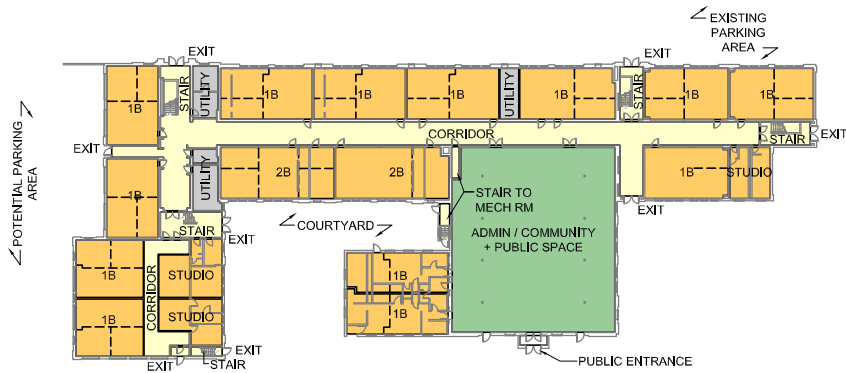 EXISTING
PARKING
AREA
EXIT
EXIT
STAIR
UTILITY
1B
1B
1B
1B
UTILITY
1B
STAIR
1B
1B
POTENTIAL PARKING
AREA
CORRIDOR
STAIR
EXIT
EXIT
UTILITY
2B
2B
1B
STUDIO
1B
STAIR TO
MECH RM
EXIT
STAIR
EXIT
COURTYARD
ADMIN / COMMUNITY
+ PUBLIC SPACE
1B
STUDIO
1B
CORRIDOR
1B
STUDIO
1B
EXIT
EXIT
STAIR
PUBLIC ENTRANCE